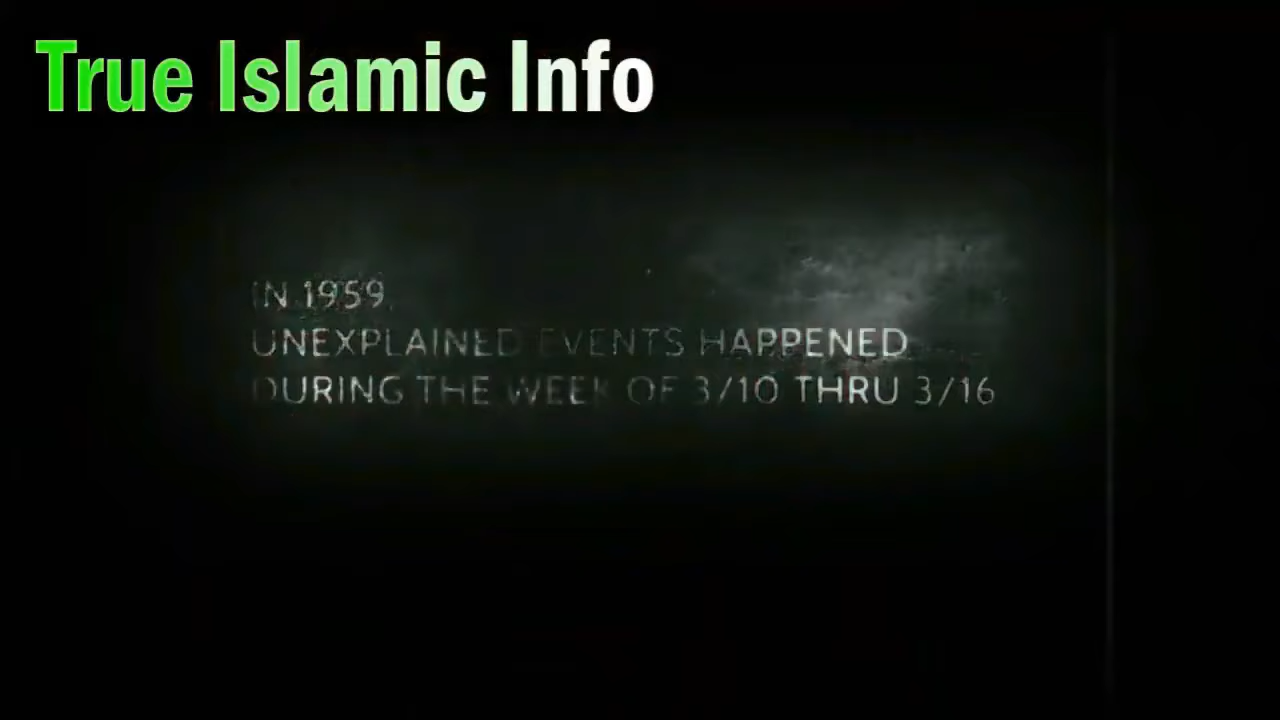 True Islamic Info
IN 1959,
UNEXPLAINED EVENTS HAPPENED
DURING THE WEEK OF 3/10 THRU 3/16